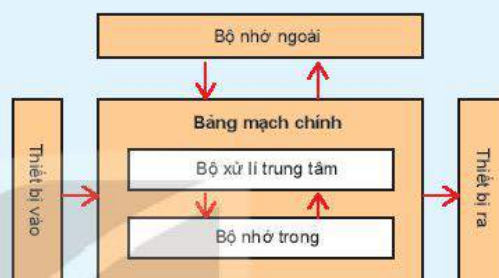 Bộ nhớ ngoài
Thiết bị vào
Bảng mạch chính
Bộ xử lí trung tâm
Bộ nhớ trong
Thiết bị ra